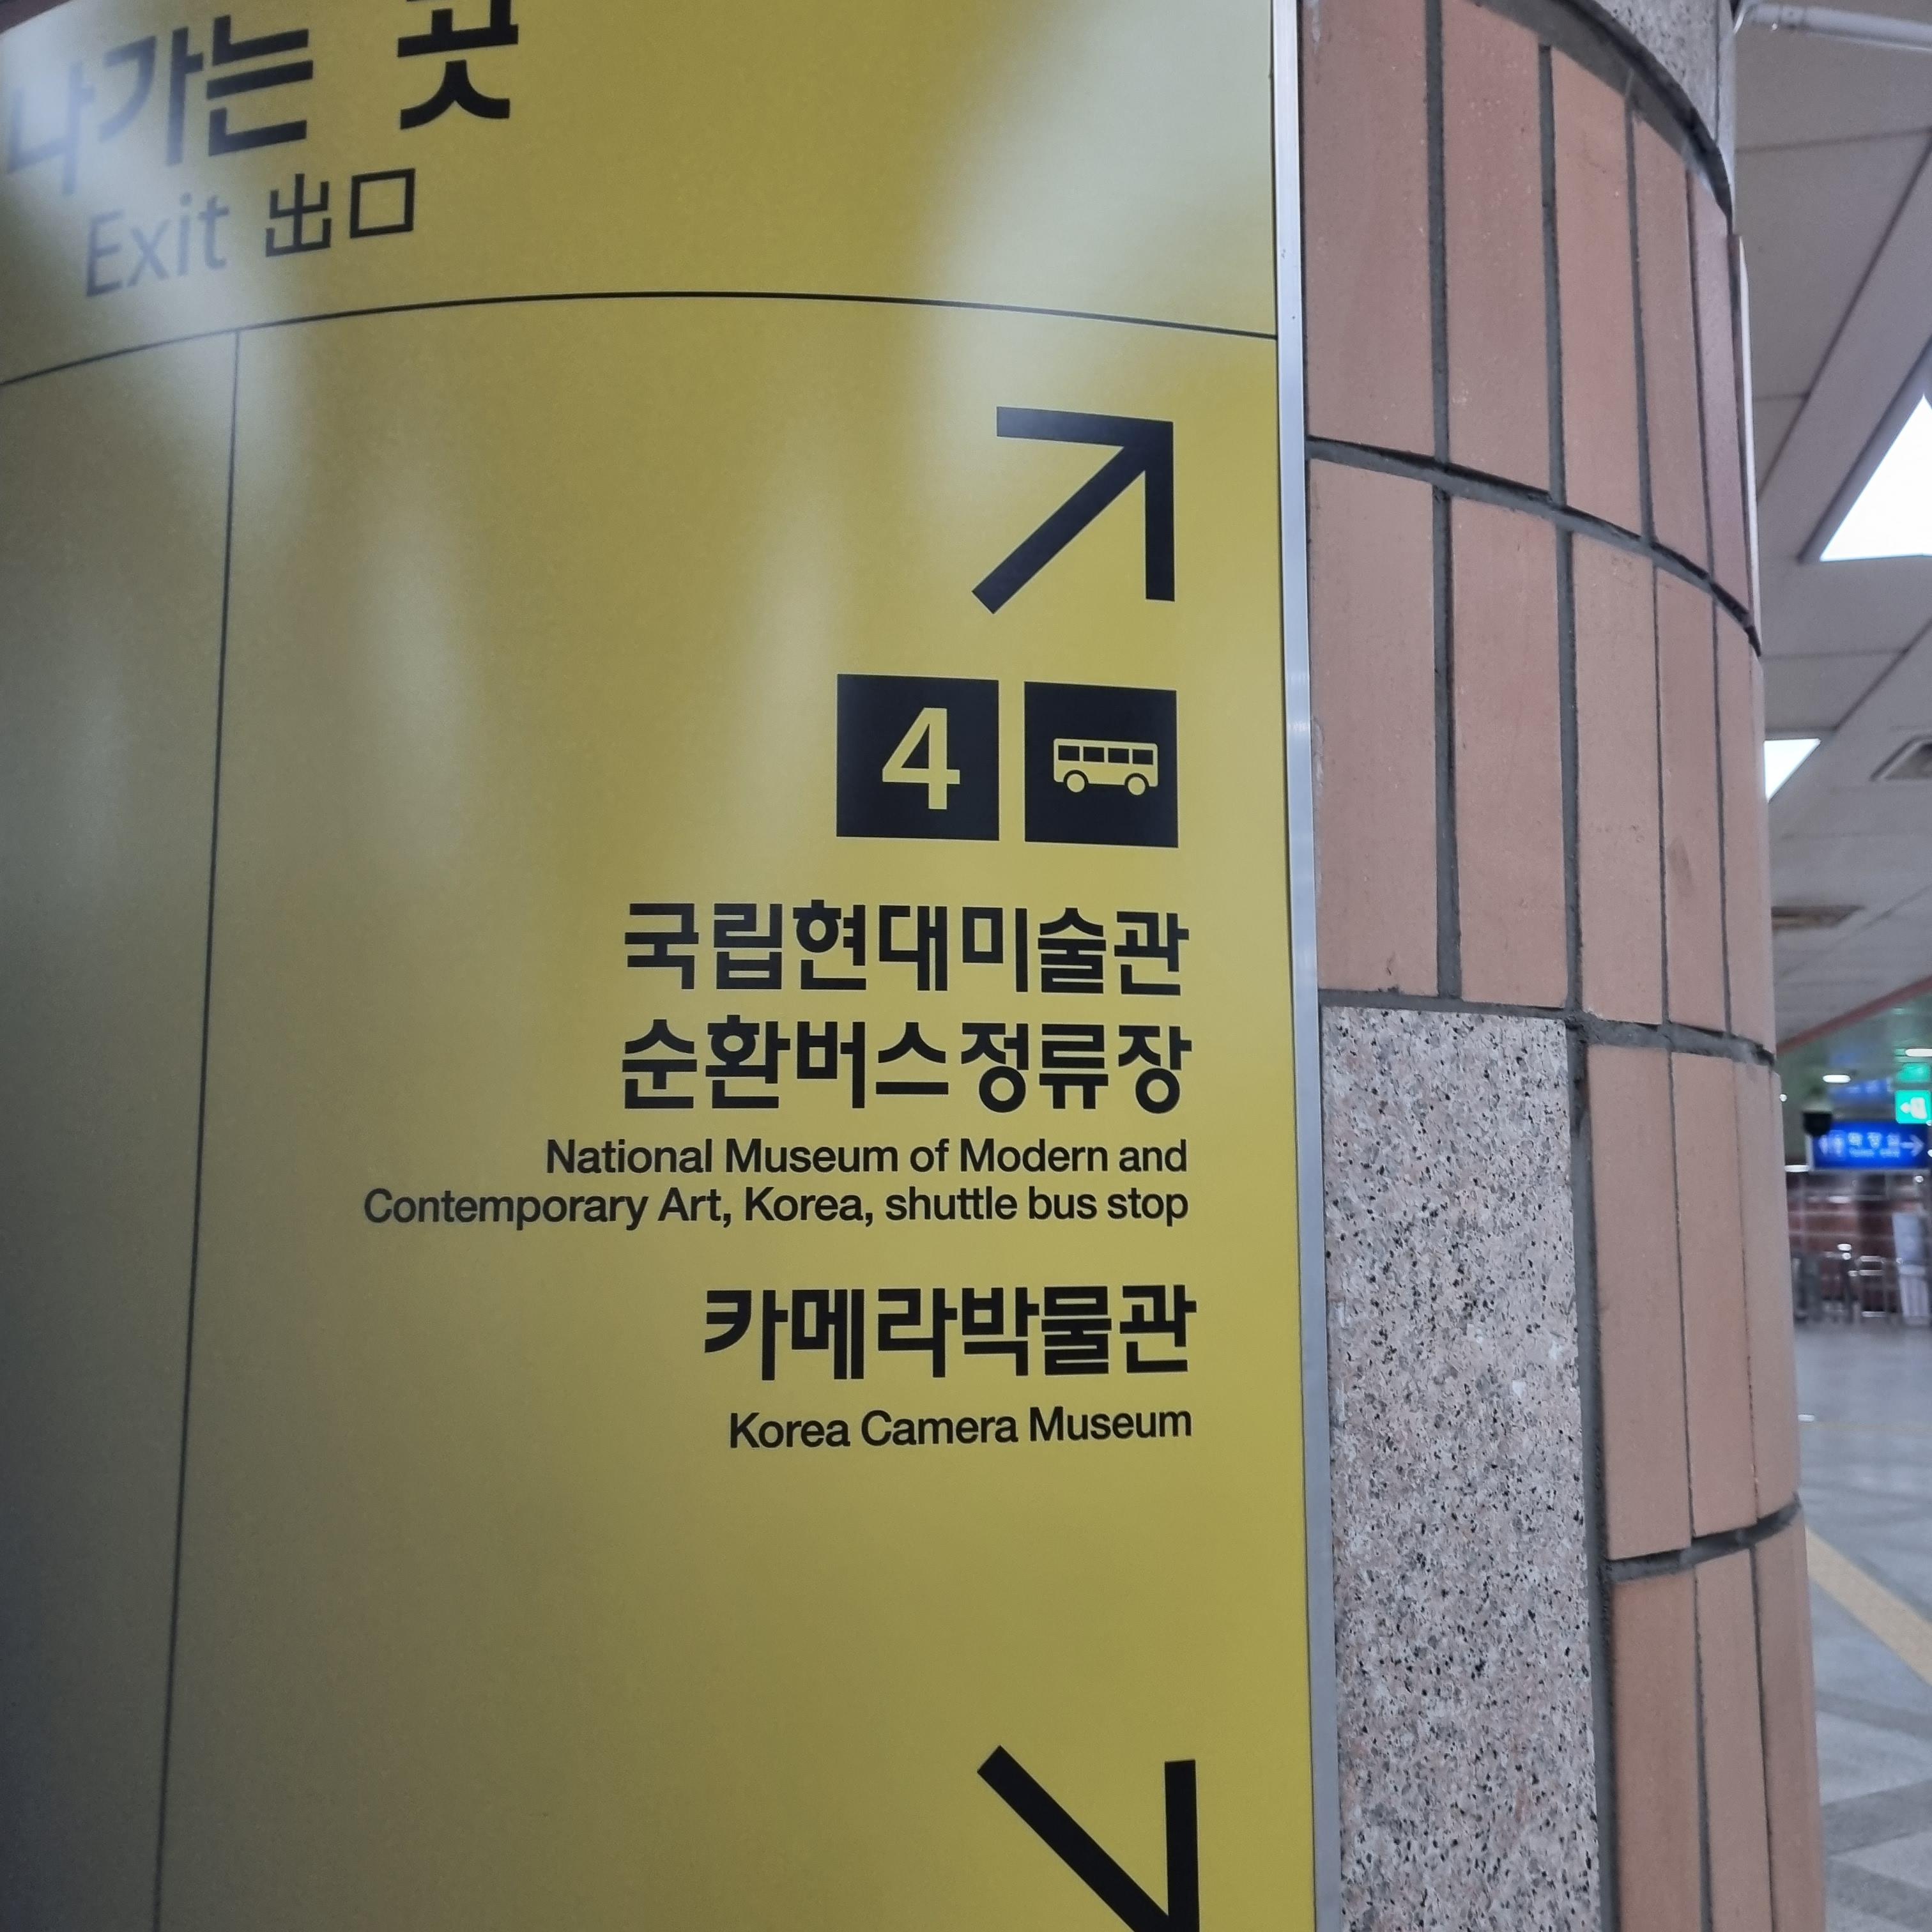 나가는 곳
Exit 出口
4
국립현대미술관
순환버스정류장
National Museum of Modern and
Contemporary Art, Korea, shuttle bus stop
카메라박물관
Korea Camera Museum